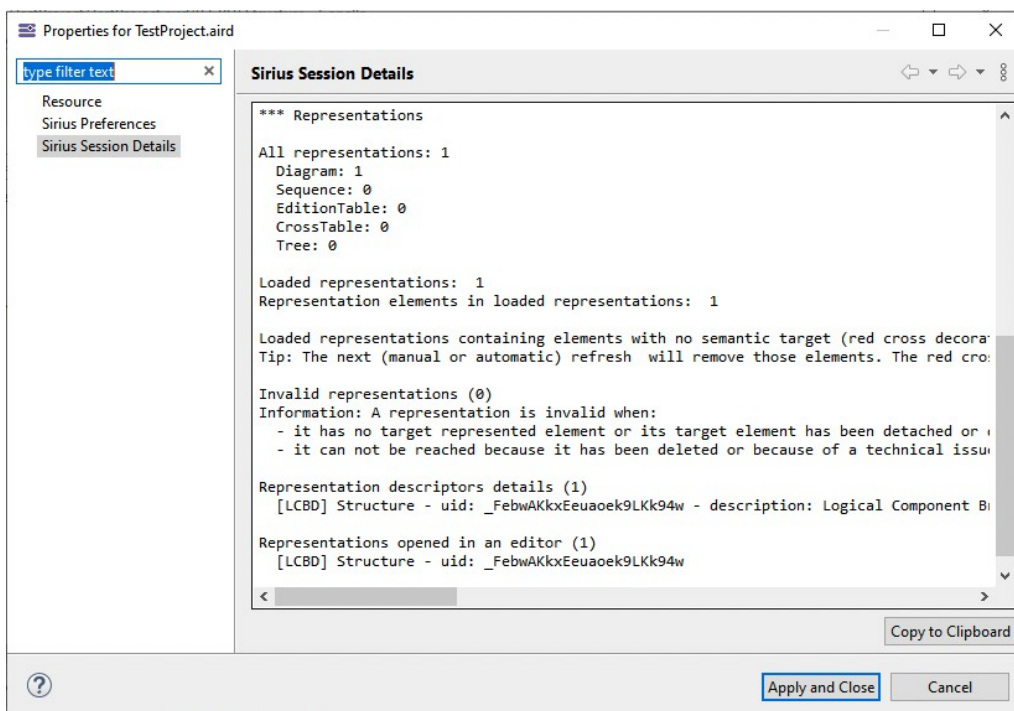 Properties for TestProject.aird
type filter text
Resource
Sirius Preferences
Sirius Session Details
Sirius Session Details
*** Representations
All representations: 1
Diagram: 1
Sequence: 0
EditionTable: 0
CrossTable: 0
Tree: 0
Loaded representations:  1
Representation elements in loaded representations:  1
Loaded representations containing elements with no semantic target (red cross
Tip: The next (manual or automatic) refresh  will remove those elements. The red
Invalid representations (0)
Information: A representation is invalid when:
- it has no target represented element or its target element has been detached or
- it can not be reached because it has been deleted or because of a technical
Representation descriptors details (1)
[LCBD] Structure - uid: _FebwAKkxEeuaoek9LKk94w - description: Logical Component
Representations opened in an editor (1)
[LCBD] Structure - uid: _FebwAKkxEeuaoek9LKk94w
Copy to Clipboard
?
Apply and Close
Cancel